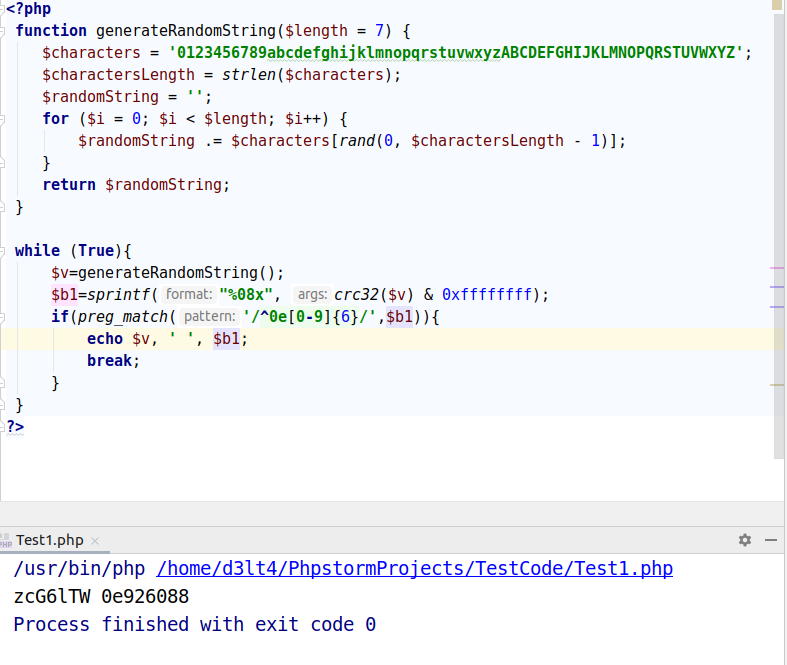 <?php
function generateRandomString($length = 7) {
$characters = '0123456789abcdefghijklmnopqrstuvwxyzABCDEFGHIJKLMNOPQRSTUVWXYZ';
$charactersLength = strlen($characters);
$randomString = '';
for ($i = 0; $i < $length; $i++) {
$randomString .= $characters[rand(0, $charactersLength - 1)];
}
return $randomString;
}
while (True){
$v=generateRandomString();
$b1=sprintf( format: "%08x", args: crc32($v) & 0xffffffff);
if(preg_match( pattern: '/^0e[0-9]{6}/',$b1)){
echo $v, ' ', $b1;
break;
}
}
?>
Test1.php
/usr/bin/php /home/d3lt4/PhpstormProjects/TestCode/Test1.php
zcG6lTW 0e926088
Process finished with exit code 0